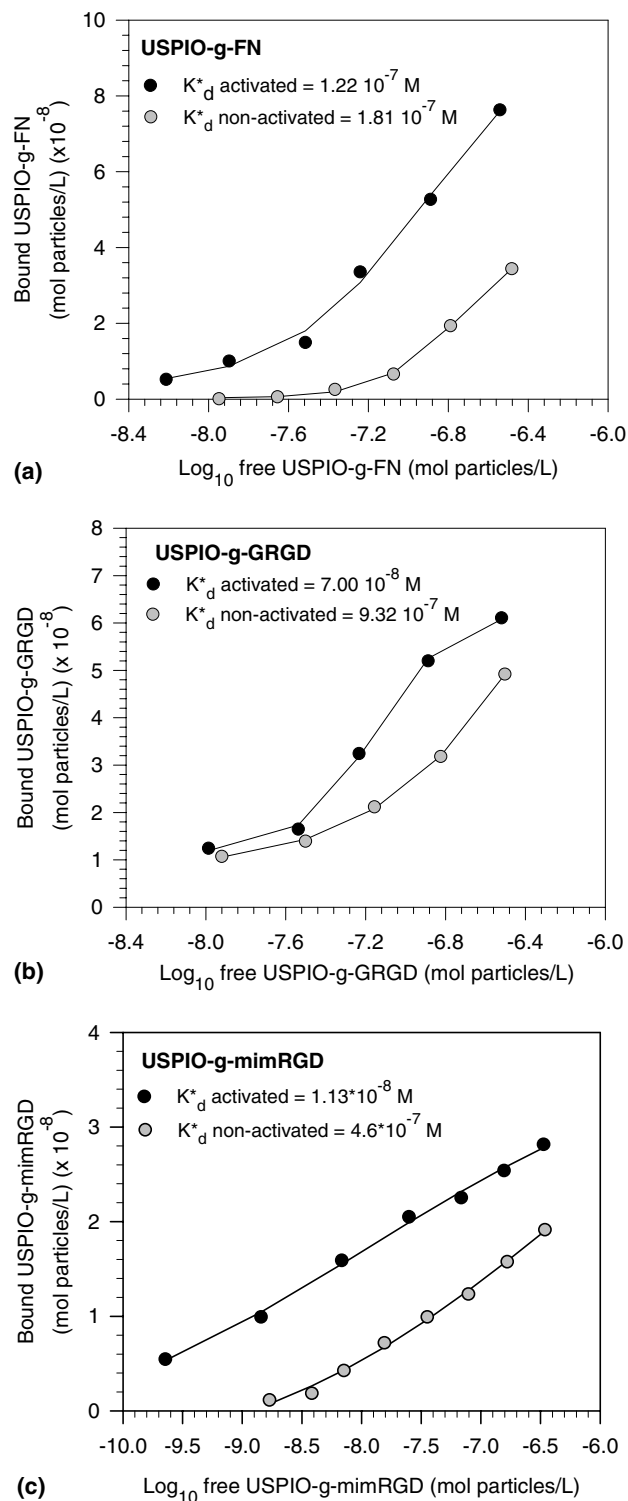 USPIO-g-FN
K*d activated = 1.22 10-7 M
K*d non-activated = 1.81 10-7 M
Bound USPIO-g-FN
(mol particles/L) (x10-8)
10
8
6
4
2
0
-8.4 -8.0 -7.6 -7.2 -6.8 -6.4 -6.0
(a) Log10 free USPIO-g-FN (mol particles/L)
USPIO-g-GRGD
K*d activated = 7.00 10-8 M
K*d non-activated = 9.32 10-7 M
Bound USPIO-g-GRGD
(mol particles/L) (x 10-8)
8
7
6
5
4
3
2
1
0
-8.4 -8.0 -7.6 -7.2 -6.8 -6.4 -6.0
(b) Log10 free USPIO-g-GRGD (mol particles/L)
USPIO-g-mimRGD
K*d activated = 1.13*10-8 M
K*d non-activated = 4.6*10-7 M
Bound USPIO-g-mimRGD
(mol particles/L) (x 10-8)
4
3
2
1
0
-10.0 -9.5 -9.0 -8.5 -8.0 -7.5 -7.0 -6.5 -6.0
(c) Log10 free USPIO-g-mimRGD (mol particles/L)